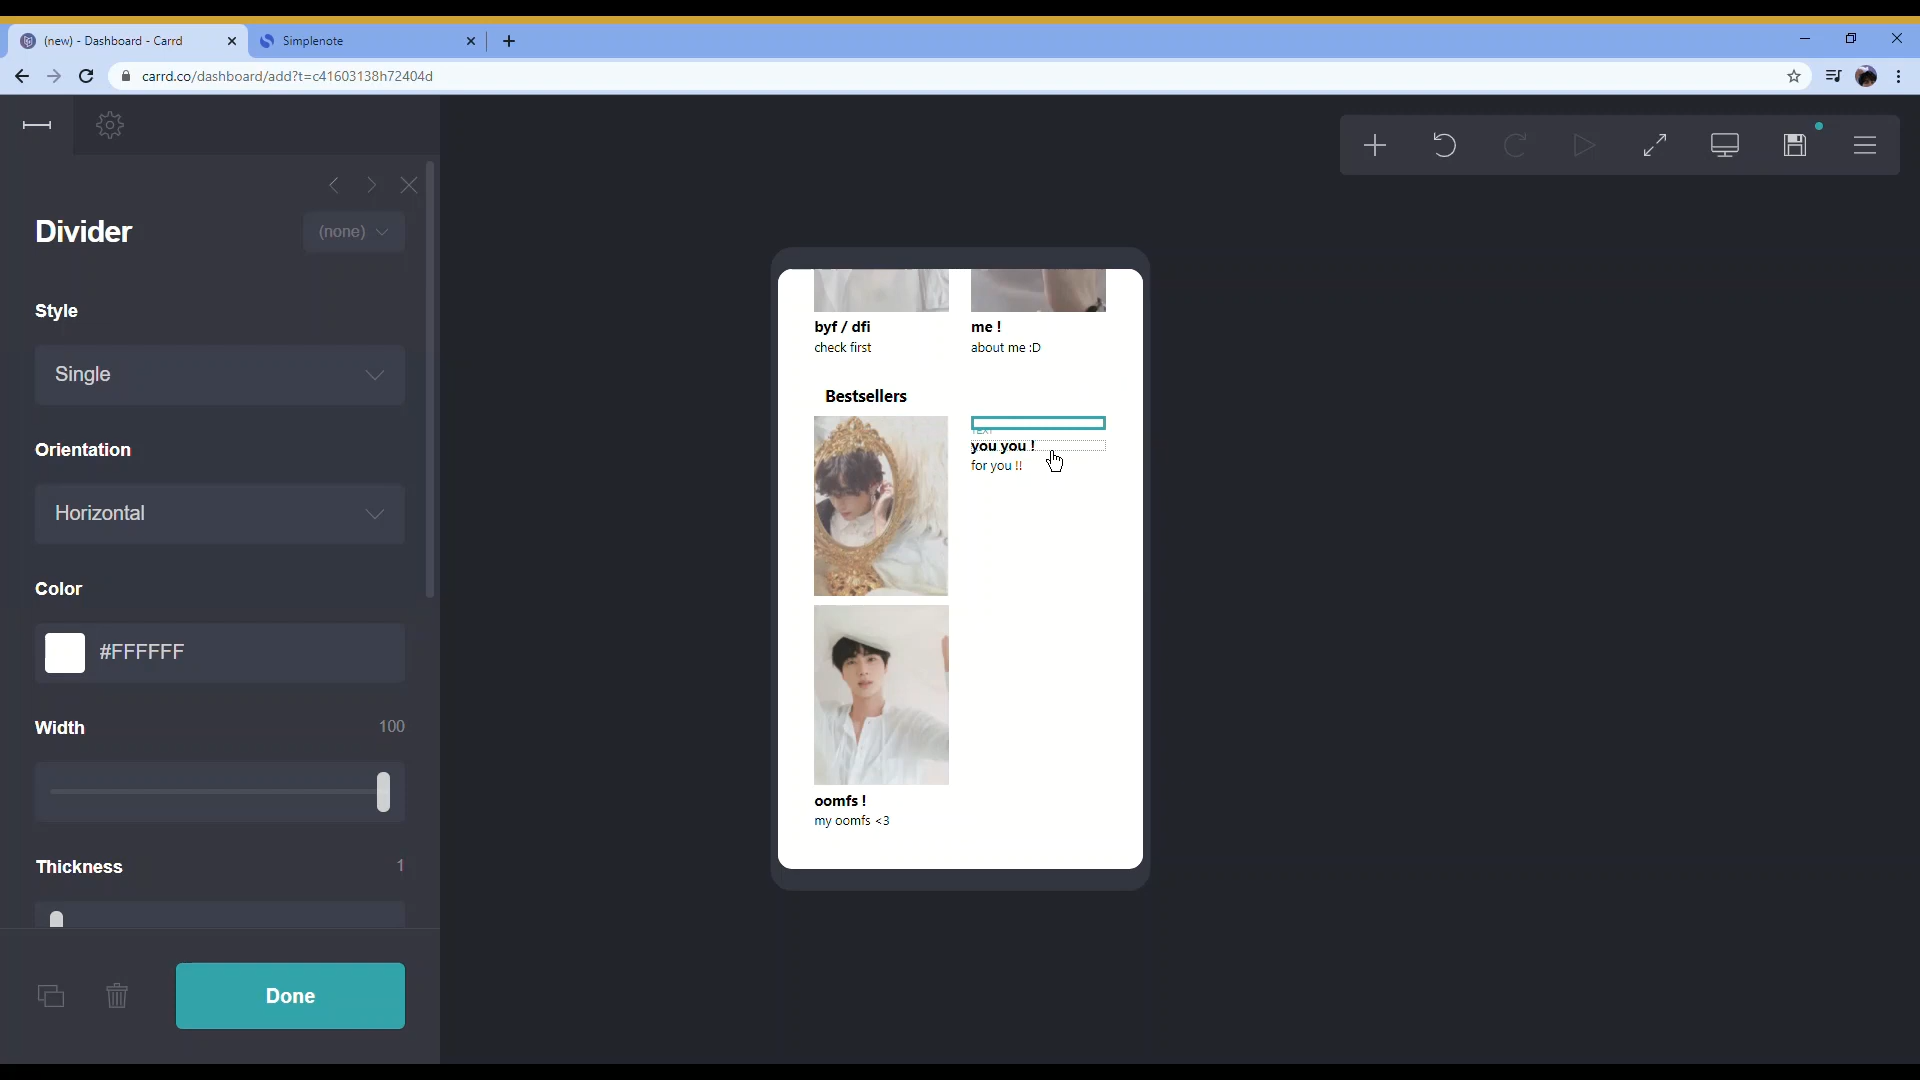 (new) - Dashboard - Carrd
Simplenote
carrd.co/dashboard/add?t=c41603138h72404d
Divider
(none)
Style
Single
Orientation
Horizontal
Color
#FFFFFF
Width 100
Thickness 1
Done
byf / dfi
check first
me !
about me :D
Bestsellers
TEXT
you you !
for you !!
oomfs !
my oomfs <3